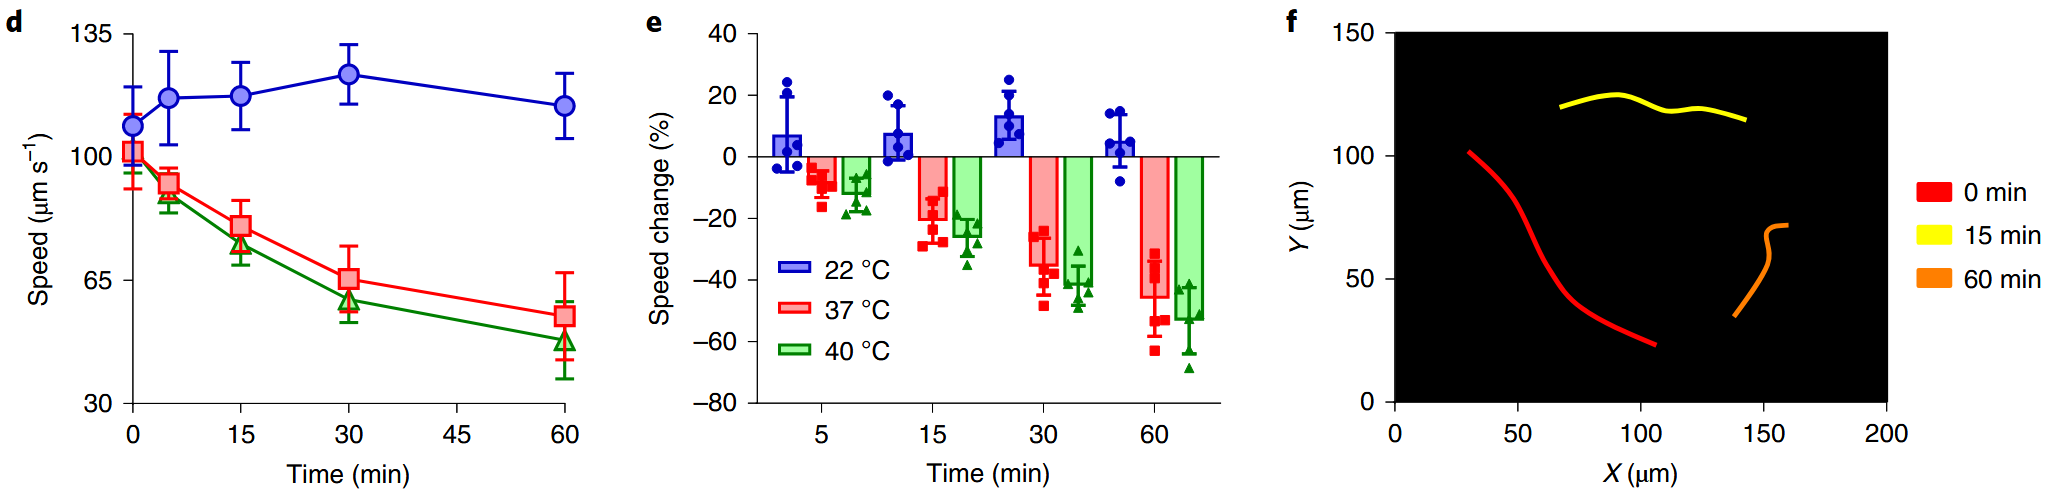 d
135
100
65
30
Speed (μm s⁻¹)
0 15 30 45 60
Time (min)
e
40
20
0
−20
−40
−60
−80
Speed change (%)
22 °C
37 °C
40 °C
5 15 30 60
Time (min)
f
150
100
50
0
Y (μm)
0 50 100 150 200
X (μm)
0 min
15 min
60 min